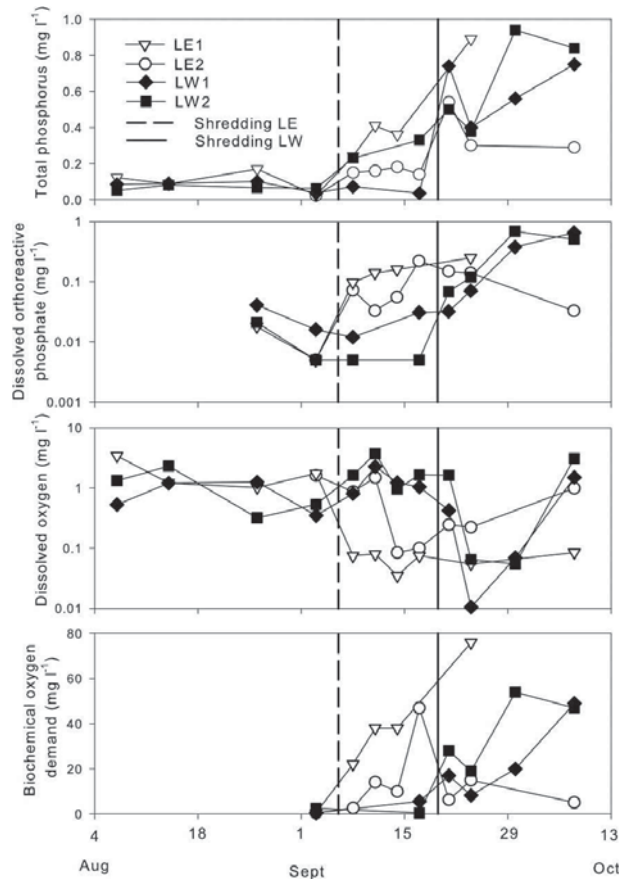 Total phosphorus (mg l⁻¹)
1.0
0.8
0.6
0.4
0.2
0.0
LE1
LE2
LW1
LW2
Shredding LE
Shredding LW
Dissolved orthoreactive
phosphate (mg l⁻¹)
1
0.1
0.01
0.001
Dissolved oxygen (mg l⁻¹)
10
1
0.1
0.01
Biochemical oxygen
demand (mg l⁻¹)
80
60
40
20
0
4 18 1 15 29 13
Aug Sept Oct